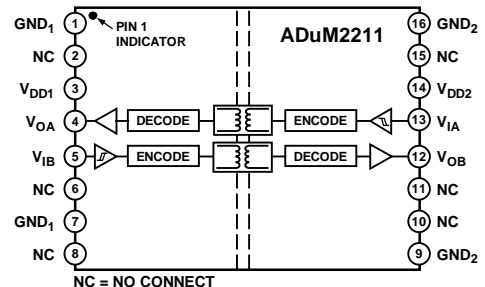 GND1 1 PIN 1 INDICATOR ADuM2211 16 GND2
NC 2 15 NC
VDD1 3 14 VDD2
VOA 4 DECODE ENCODE 13 VIA
VIB 5 ENCODE DECODE 12 VOB
NC 6 11 NC
GND1 7 10 NC
NC 8 9 GND2
NC = NO CONNECT